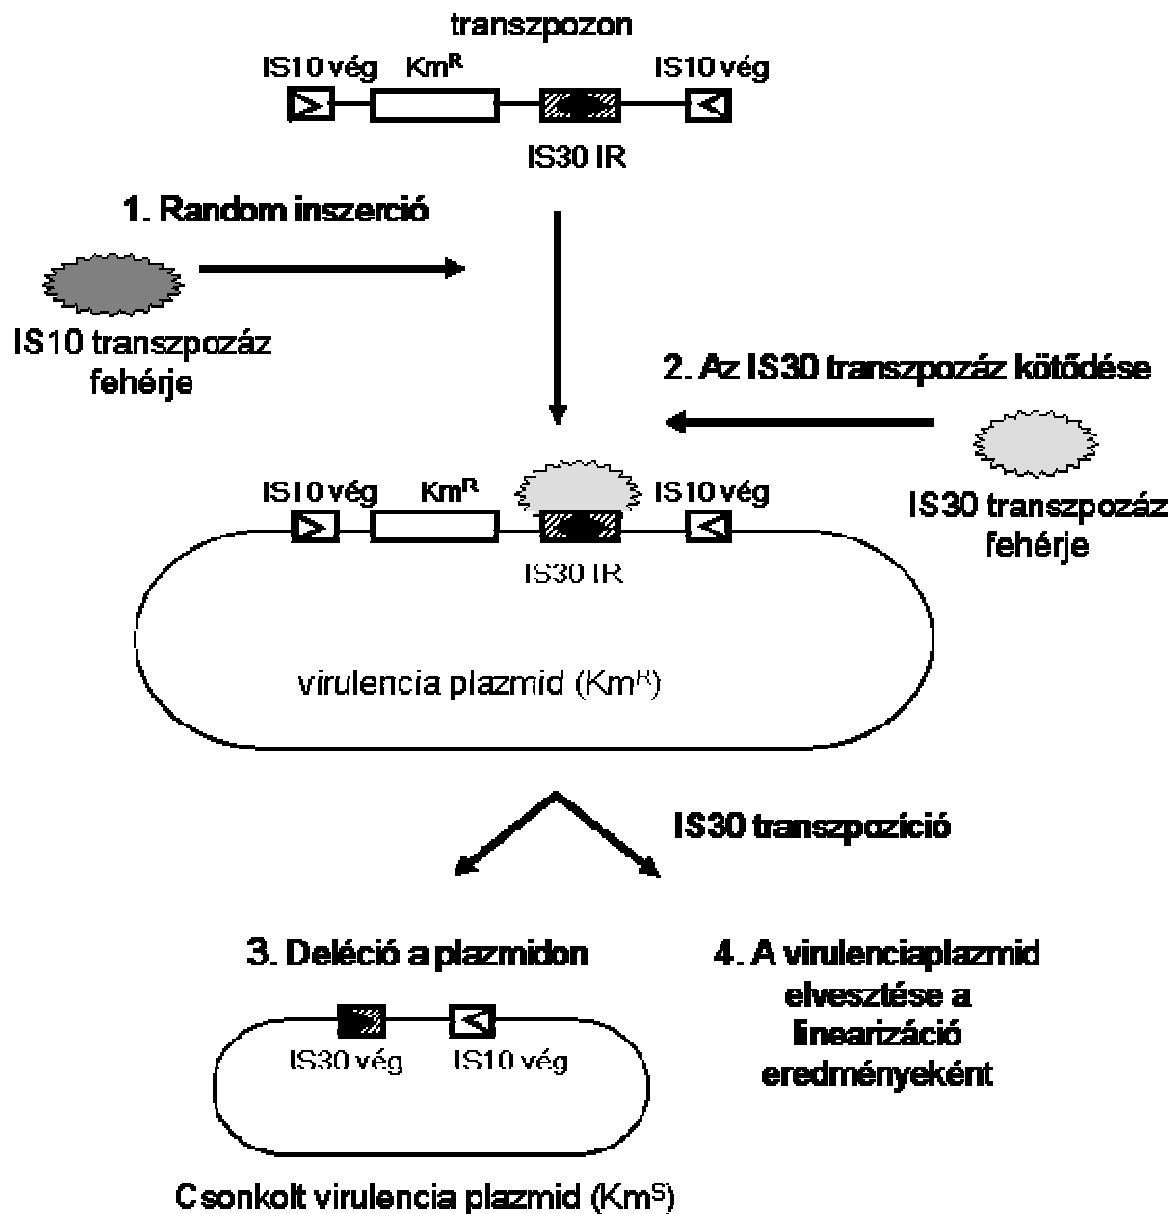 transzpozon
IS10 vég KmR IS10 vég
IS30 IR
1. Random inszerció
IS10 transzpozáz
fehérje
2. Az IS30 transzpozáz kötődése
IS30 transzpozáz
fehérje
IS10 vég KmR IS10 vég
IS30 IR
virulencia plazmid (KmR)
IS30 transzpozíció
3. Deléció a plazmidon
4. A virulenciaplazmid
elvesztése a
linearizáció
eredményeként
IS30 vég IS10 vég
Csonkolt virulencia plazmid (KmS)